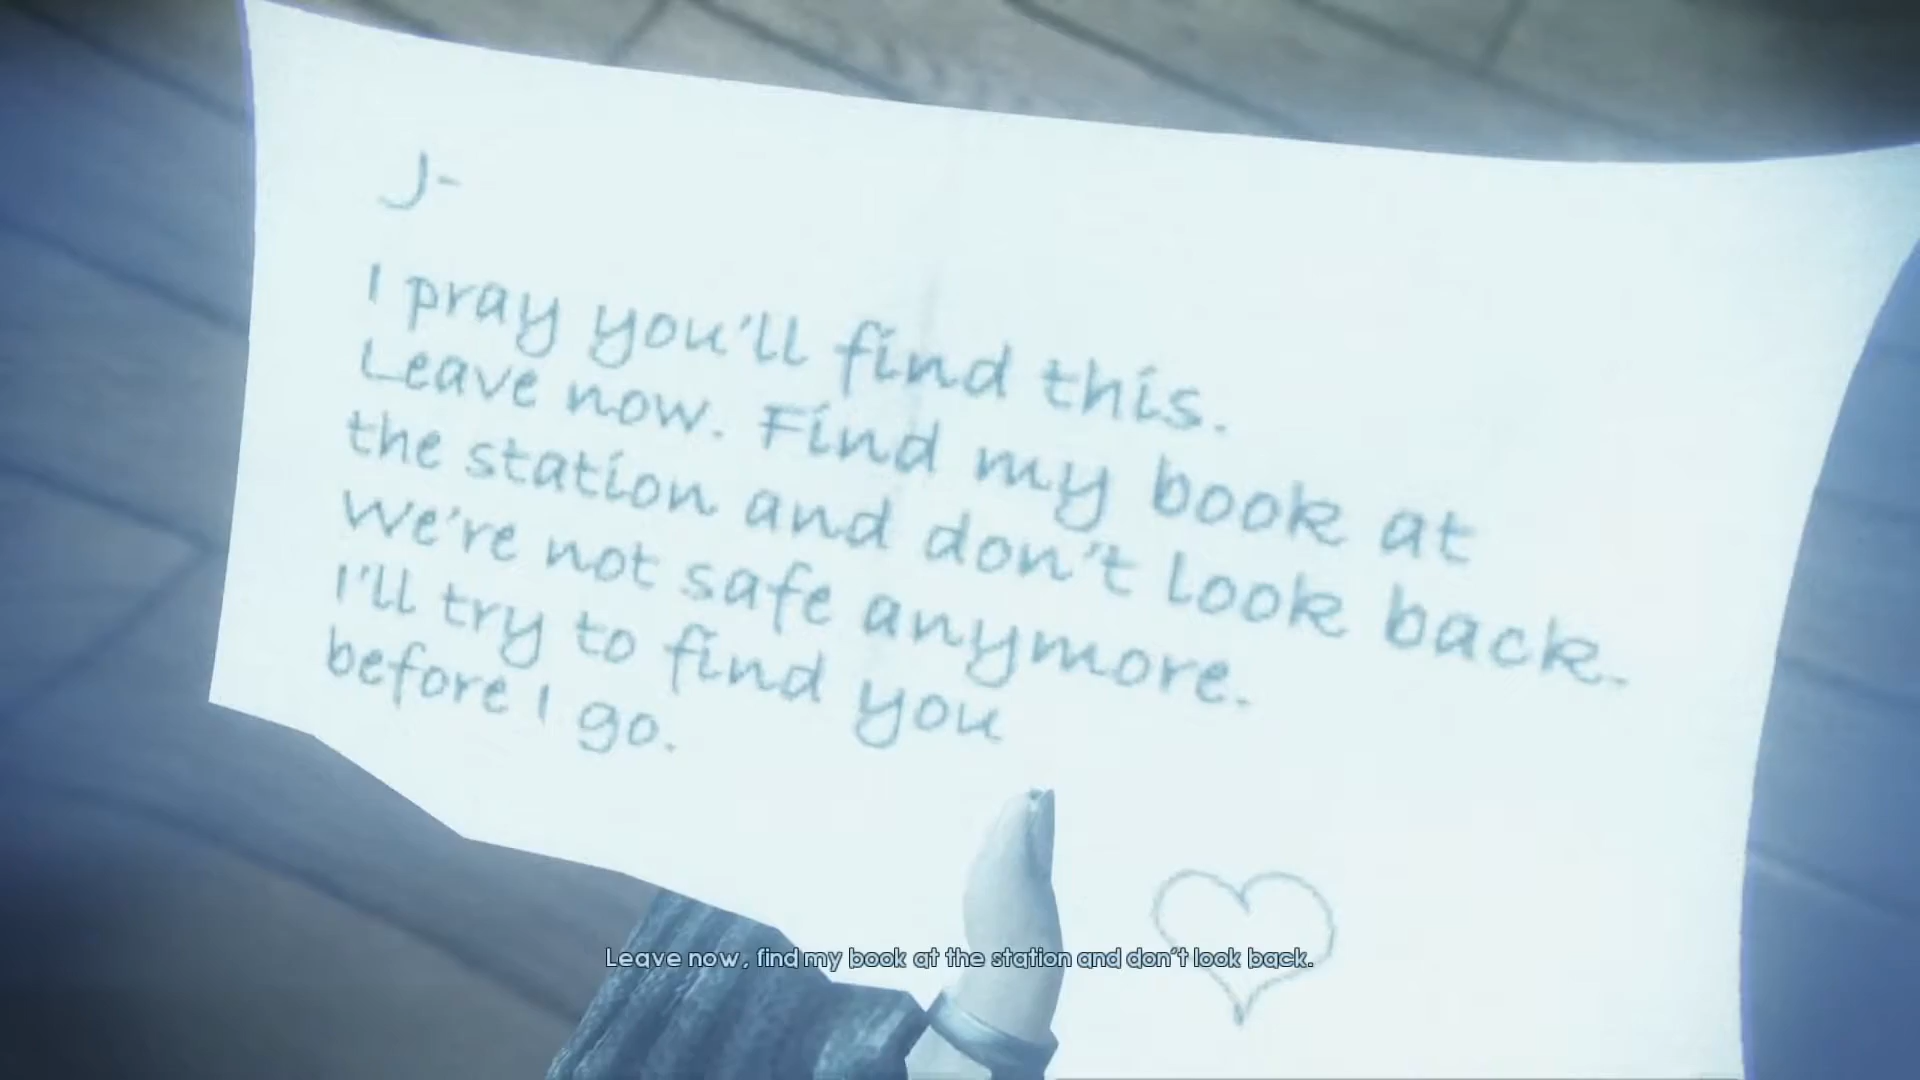 J-
I pray you'll find this.
Leave now. Find my book at
the station and don't look back.
We're not safe anymore.
I'll try to find you
before I go.
Leave now, find my book at the station and don't look back.